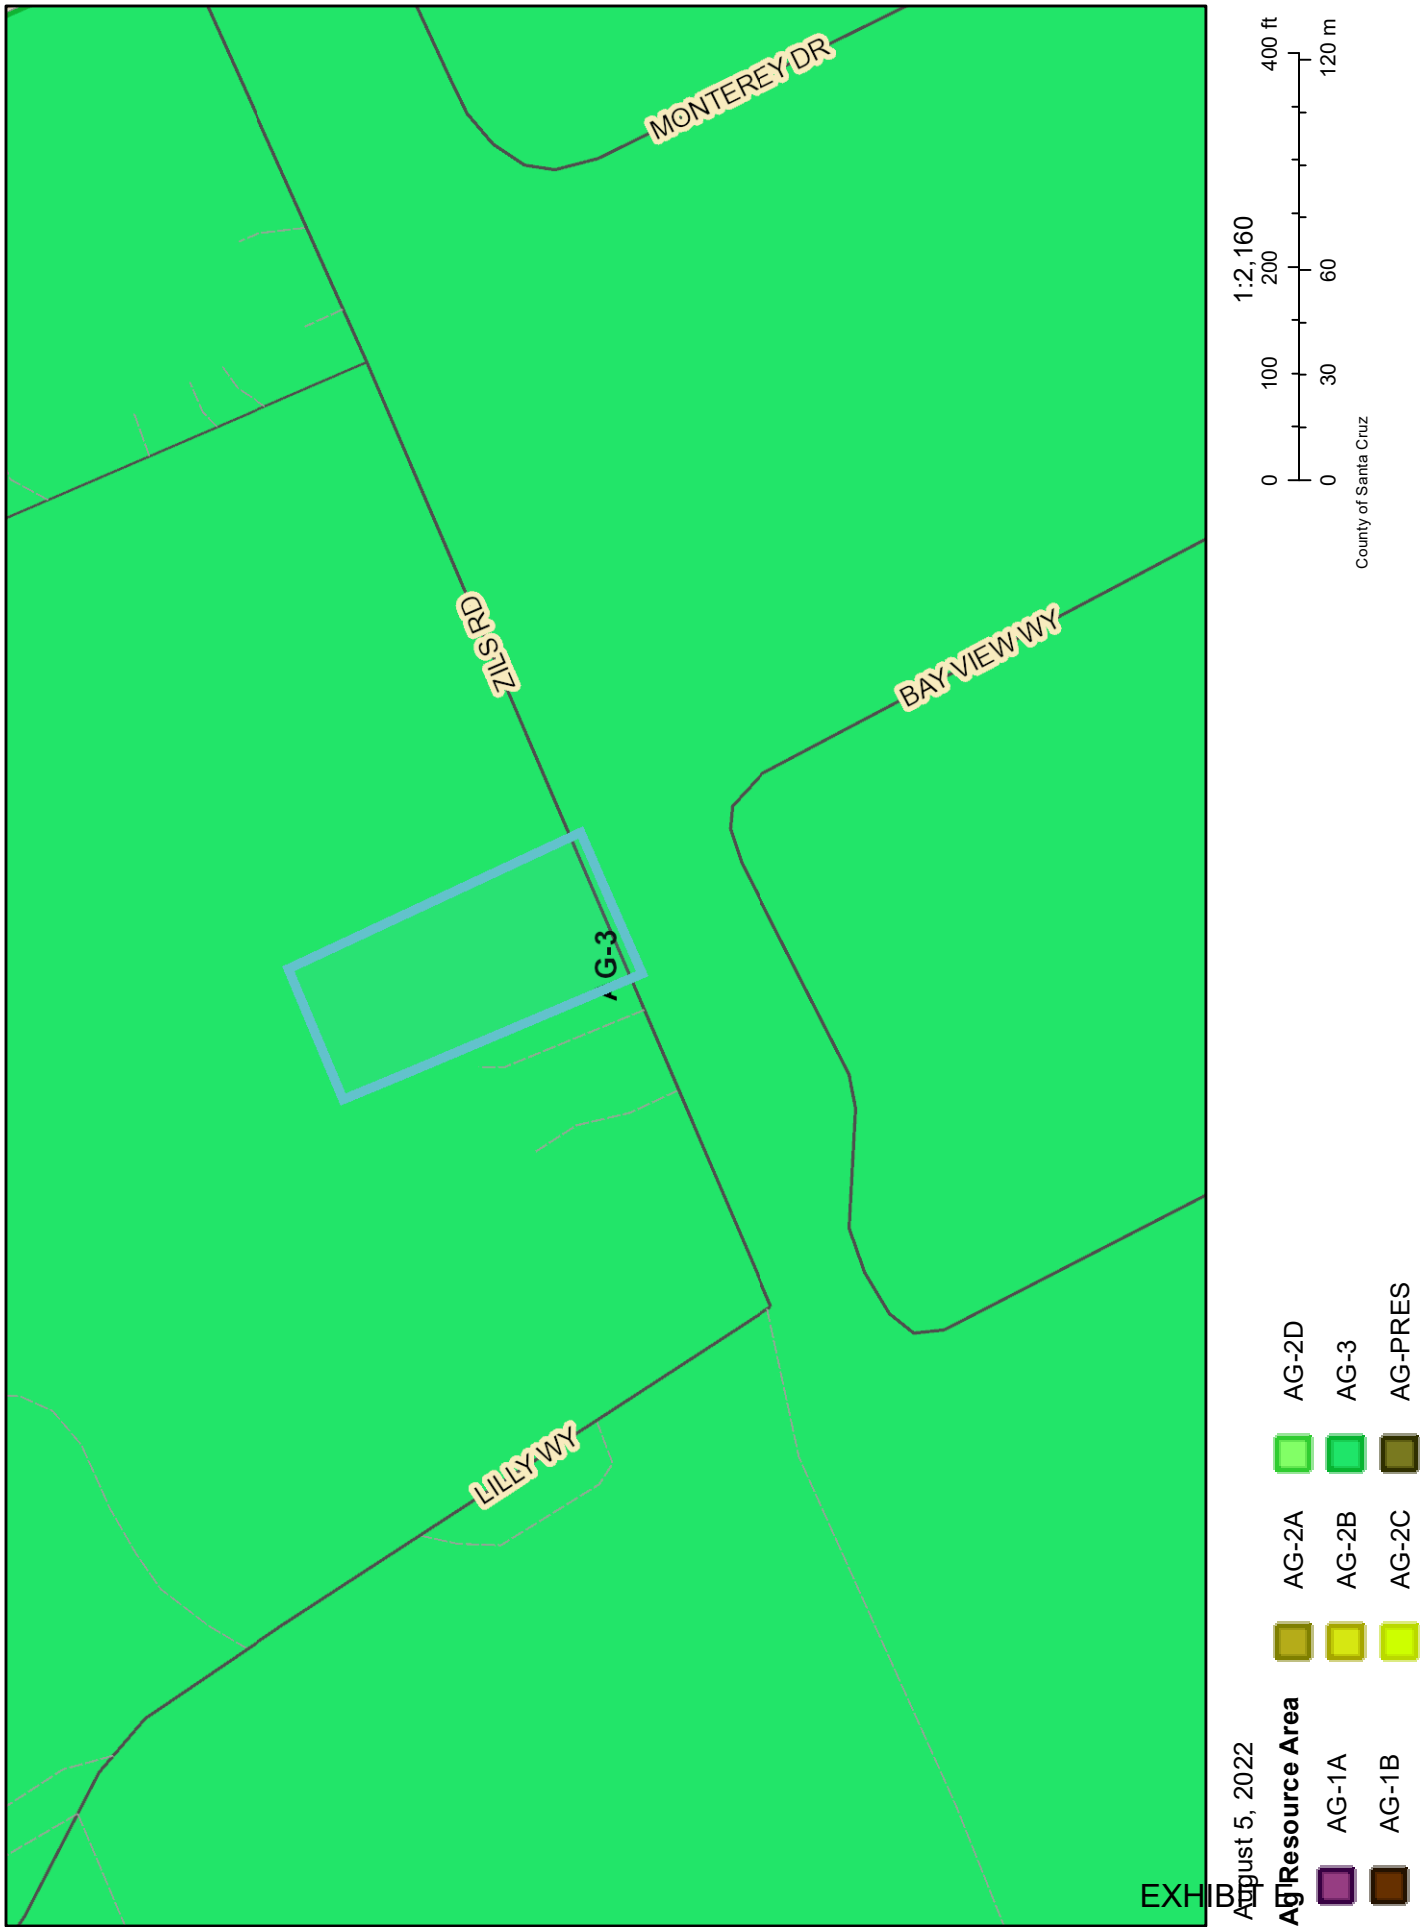 MONTEREY DR
ZILS RD
BAY VIEW WY
AG-3
LILLY WY
August 5, 2022
Ag Resource Area
AG-1A
AG-1B
AG-2A
AG-2B
AG-2C
AG-2D
AG-3
AG-PRES
1:2,160
0 100 200 400 ft
0 30 60 120 m
County of Santa Cruz
EXHIBIT E